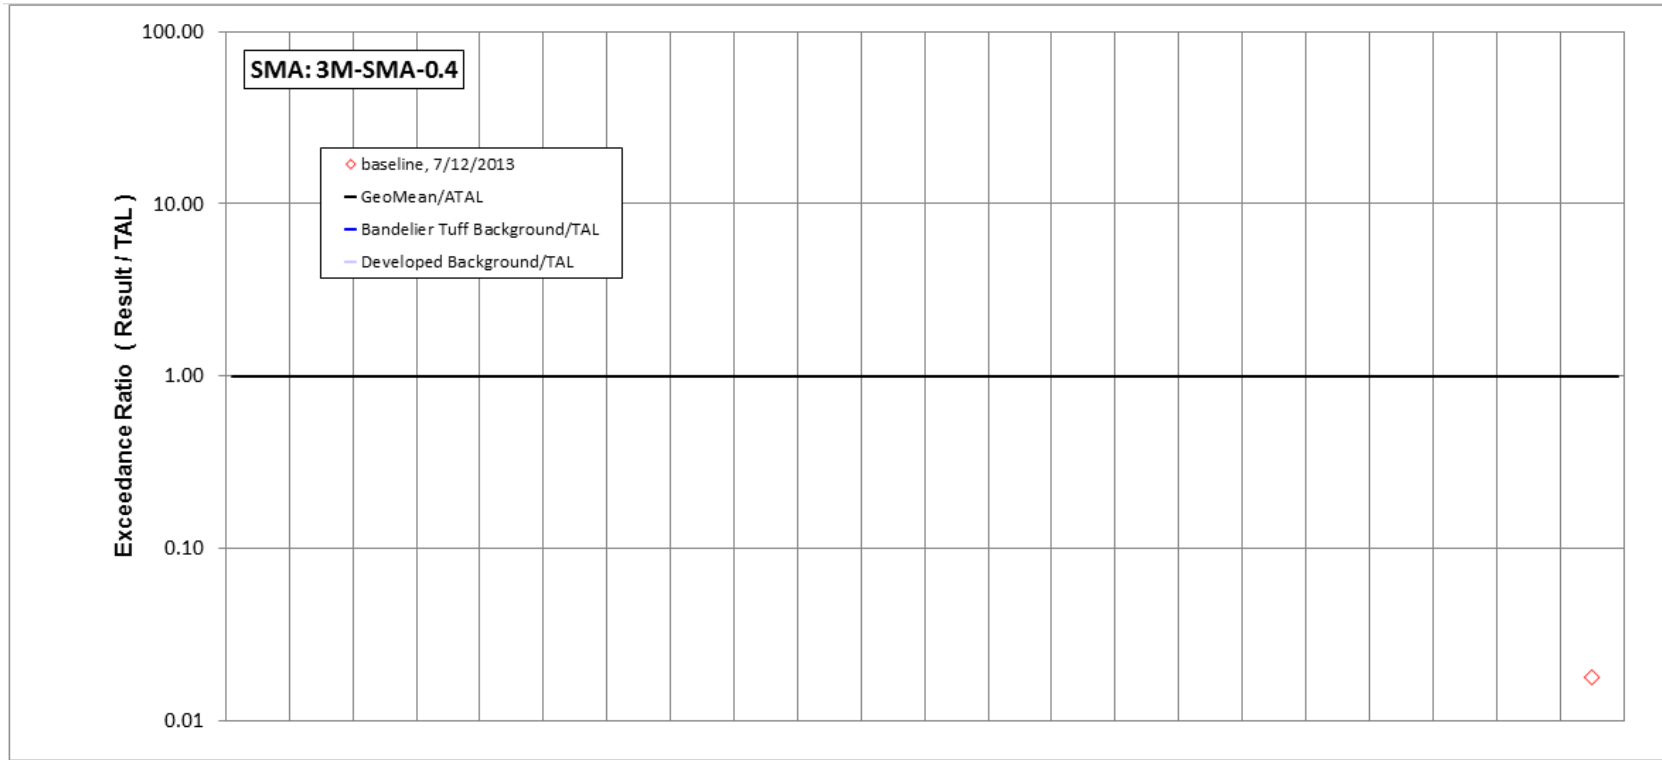 100.00
SMA: 3M-SMA-0.4
baseline, 7/12/2013
GeoMean/ATAL
Bandelier Tuff Background/TAL
Developed Background/TAL
Exceedance Ratio ( Result / TAL )
10.00
1.00
0.10
0.01